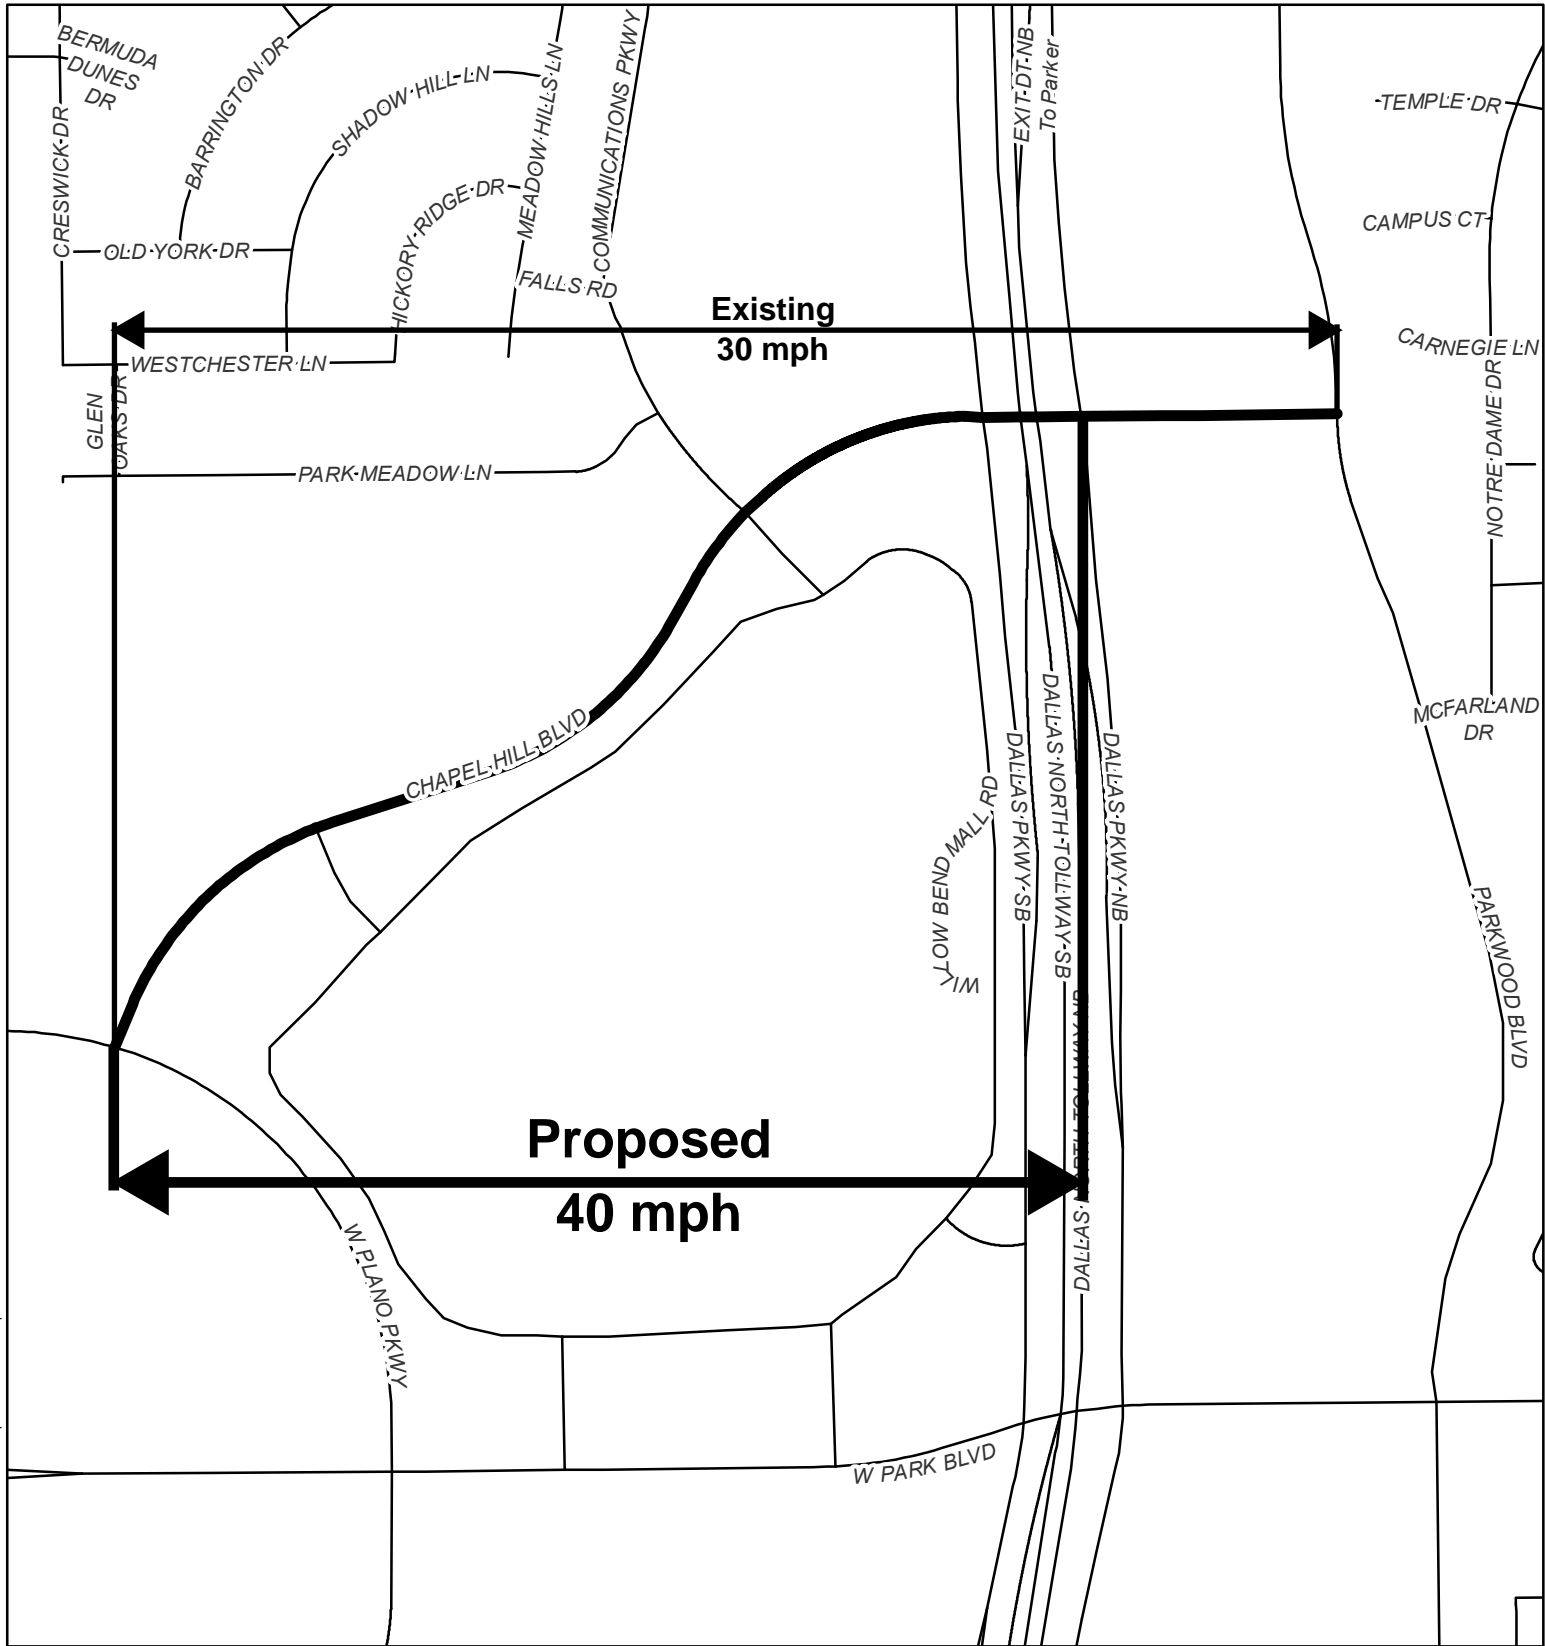 BERMUDA
DUNES
DR
BARRINGTON DR
SHADOW HILL LN
MEADOW HILLS LN
COMMUNICATIONS PKWY
EXIT DT-NB
To Parker
TEMPLE DR
CRESWICK DR
HICKORY RIDGE DR
CAMPUS CT
OLD YORK DR
FALLS RD
Existing
30 mph
CARNEGIE LN
WESTCHESTER LN
GLEN
OAKS DR
NOTRE DAME DR
PARK MEADOW LN
CHAPEL HILL BLVD
MCFARLAND
DR
WILLOW BEND MALL RD
DALLAS PKWY-SB
DALLAS NORTH TOLLWAY-SB
DALLAS PKWY-NB
PARKWOOD BLVD
DALLAS NORTH TOLLWAY-NB
Proposed
40 mph
W PLANO PKWY
W PARK BLVD